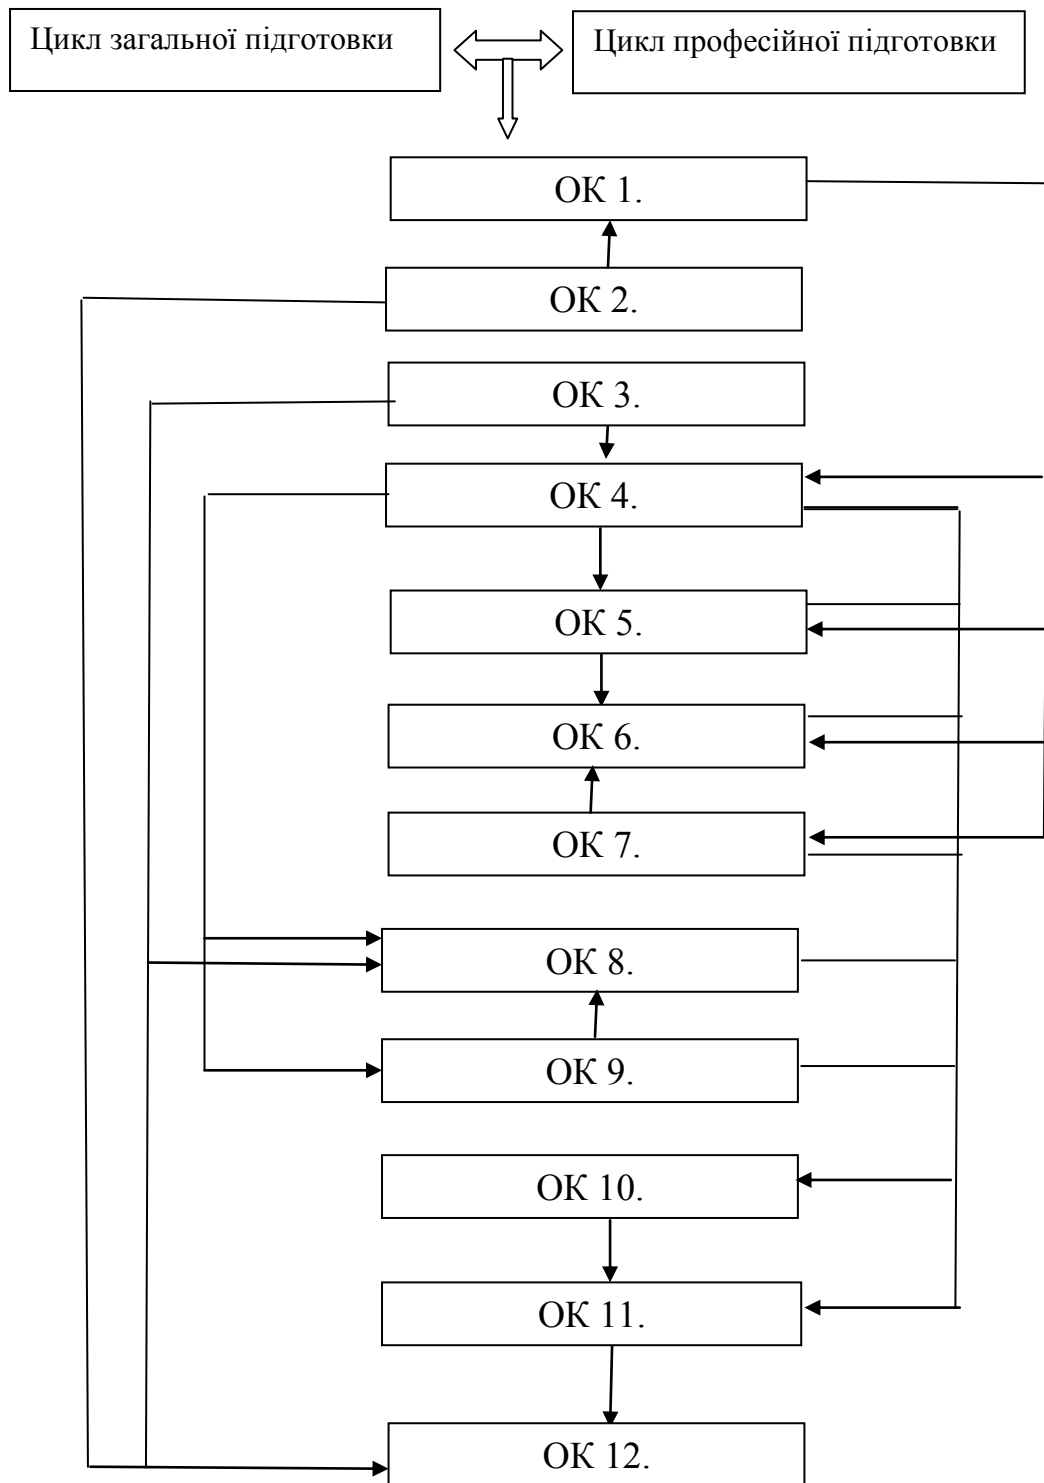 Цикл загальної підготовки
Цикл професійної підготовки
ОК 1.
ОК 2.
ОК 3.
ОК 4.
ОК 5.
ОК 6.
ОК 7.
ОК 8.
ОК 9.
ОК 10.
ОК 11.
ОК 12.